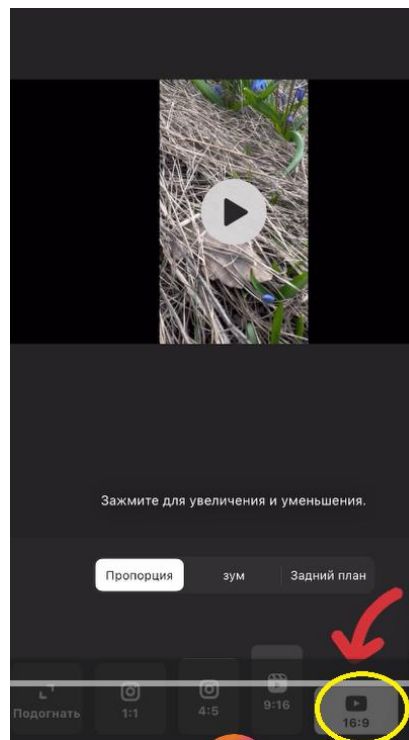 Зажмите для увеличения и уменьшения.
Пропорция зум Задний план
Подогнать 1:1 4:5 9:16 16:9